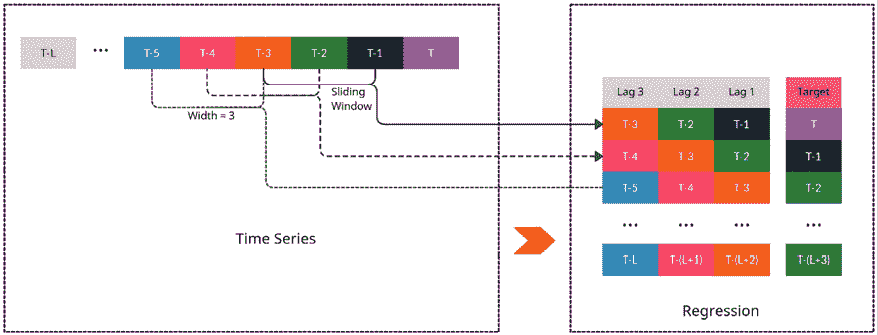 T-L ... T-5 T-4 T-3 T-2 T-1 T
Sliding
Window
Width = 3
Time Series
Lag 3 Lag 2 Lag 1 Target
T-3 T-2 T-1 T
T-4 T-3 T-2 T-1
T-5 T-4 T-3 T-2
... ... ... ...
T-L T-(L+1) T-(L+2) T-(L+3)
Regression